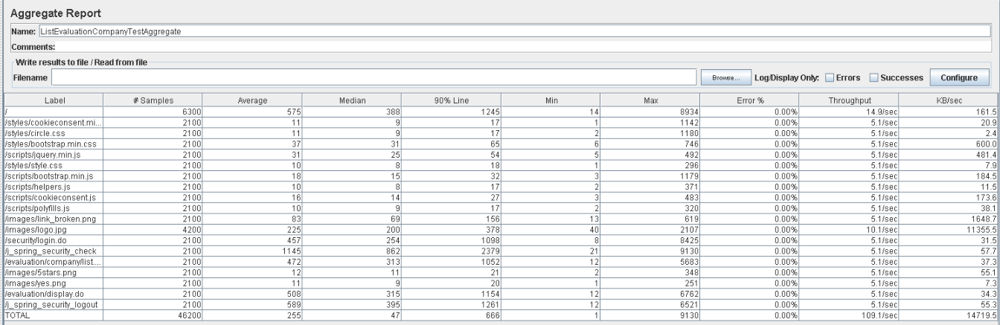 Aggregate Report
Name: ListEvaluationCompanyTestAggregate
Comments:
Write results to file / Read from file
Filename Browse... Log/Display Only: Errors Successes Configure
Label # Samples Average Median 90% Line Min Max Error % Throughput KB/sec
/ 6300 575 388 1245 14 8934 0.00% 14.9/sec 161.5
/styles/cookieconsent.mi... 2100 11 9 17 1 1142 0.00% 5.1/sec 20.9
/styles/circle.css 2100 11 9 17 2 1180 0.00% 5.1/sec 2.4
/styles/bootstrap.min.css 2100 37 31 65 6 746 0.00% 5.1/sec 600.0
/scripts/jquery.min.js 2100 31 25 54 5 492 0.00% 5.1/sec 481.4
/styles/style.css 2100 10 8 18 1 296 0.00% 5.1/sec 7.9
/scripts/bootstrap.min.js 2100 18 15 32 3 1179 0.00% 5.1/sec 184.5
/scripts/helpers.js 2100 10 8 17 2 371 0.00% 5.1/sec 11.5
/scripts/cookieconsent.js 2100 16 14 27 3 483 0.00% 5.1/sec 173.6
/scripts/polyfills.js 2100 10 9 17 2 320 0.00% 5.1/sec 38.1
/images/link_broken.png 2100 83 69 156 13 619 0.00% 5.1/sec 1648.7
/images/logo.jpg 4200 225 200 378 40 2107 0.00% 10.1/sec 11355.5
/security/login.do 2100 457 254 1098 8 8425 0.00% 5.1/sec 31.5
/j_spring_security_check 2100 1145 862 2379 21 9130 0.00% 5.1/sec 57.7
/evaluation/company/list.... 2100 472 313 1052 12 5683 0.00% 5.1/sec 37.3
/images/5stars.png 2100 12 11 21 2 348 0.00% 5.1/sec 55.1
/images/yes.png 2100 11 9 20 1 251 0.00% 5.1/sec 7.3
/evaluation/display.do 2100 508 315 1154 12 6762 0.00% 5.1/sec 34.3
/j_spring_security_logout 2100 589 395 1261 12 6521 0.00% 5.1/sec 55.3
TOTAL 46200 255 47 666 1 9130 0.00% 109.1/sec 14719.5